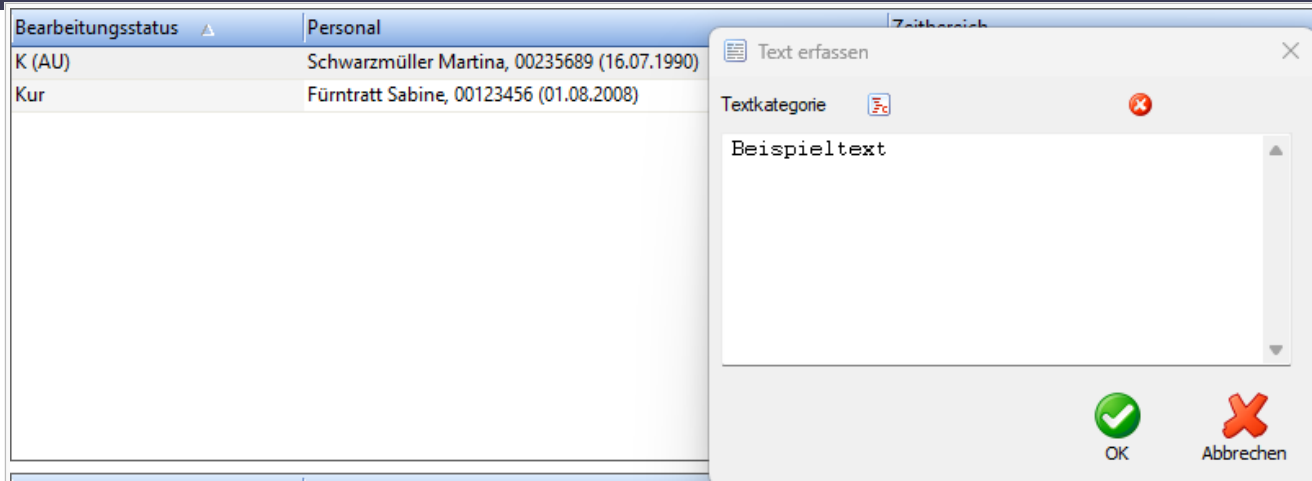 Bearbeitungsstatus Personal Zeitbereich
K (AU) Schwarzmüller Martina, 00235689 (16.07.1990)
Kur Fürntratt Sabine, 00123456 (01.08.2008)
Text erfassen
Textkategorie
Beispieltext
OK Abbrechen